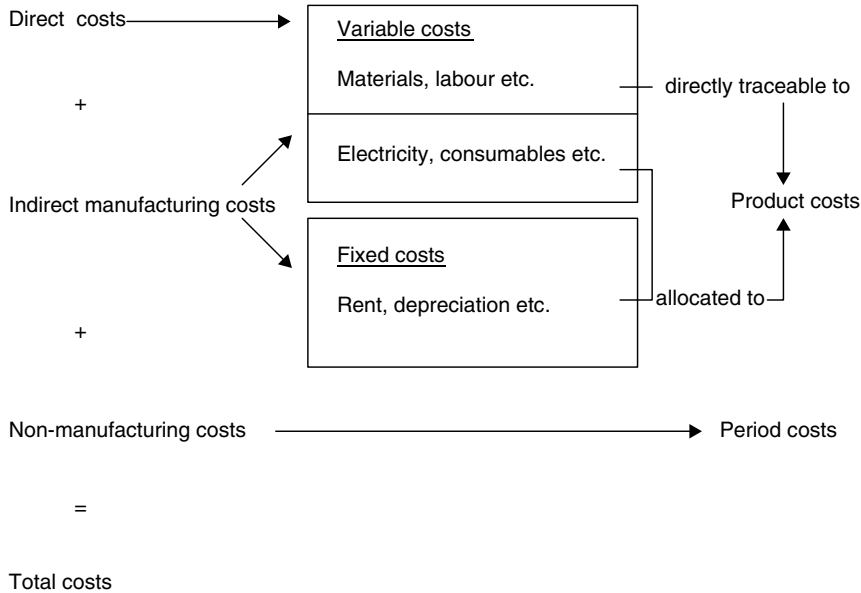 Direct costs
Variable costs
Materials, labour etc.
directly traceable to
+
Electricity, consumables etc.
Indirect manufacturing costs
Product costs
Fixed costs
Rent, depreciation etc.
allocated to
+
Non-manufacturing costs
Period costs
=
Total costs